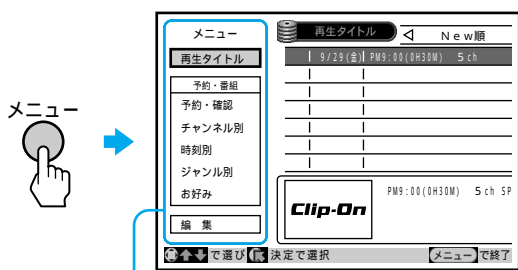 メニュー
メニュー
再生タイトル
予約・番組
予約・確認
チャンネル別
時刻別
ジャンル別
お好み
編 集
再生タイトル
New順
9/29(金) PM9:00(0H30M) 5ch
Clip-On
PM9:00(0H30M) 5ch SP
で選び 決定で選択
メニューで終了